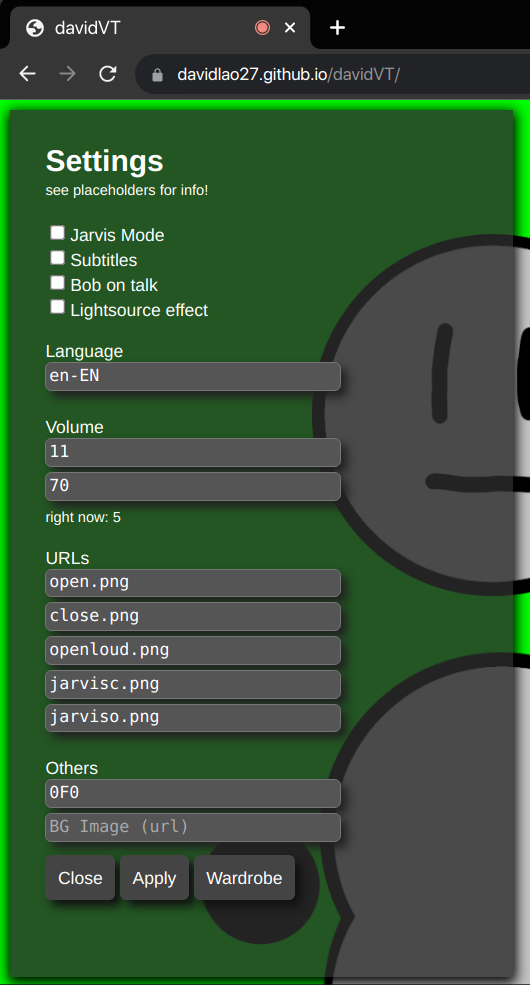 davidVT
davidlao27.github.io/davidVT/
Settings
see placeholders for info!
Jarvis Mode
Subtitles
Bob on talk
Lightsource effect
Language
en-EN
Volume
11
70
right now: 5
URLs
open.png
close.png
openloud.png
jarvisc.png
jarviso.png
Others
0F0
BG Image (url)
Close Apply Wardrobe